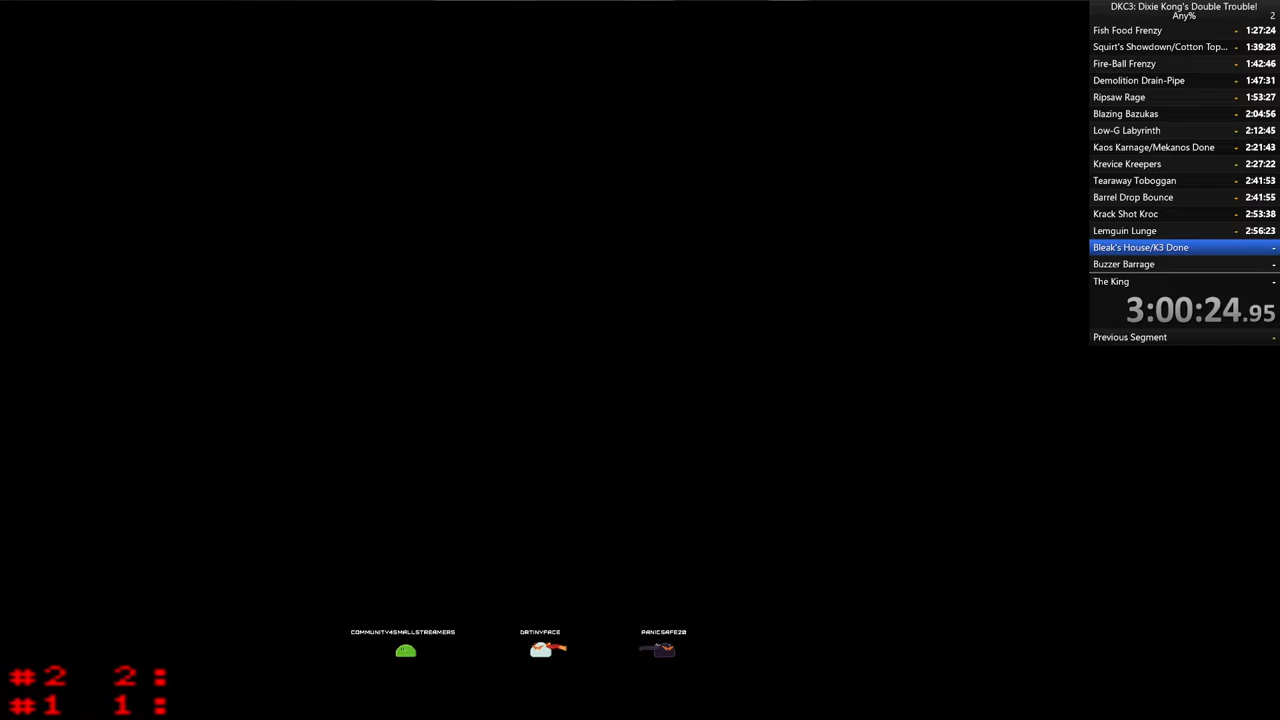 DKC3: Dixie Kong's Double Trouble!
Any% 2
Fish Food Frenzy - 1:27:24
Squirt's Showdown/Cotton Top... - 1:39:28
Fire-Ball Frenzy - 1:42:46
Demolition Drain-Pipe - 1:47:31
Ripsaw Rage - 1:53:27
Blazing Bazukas - 2:04:56
Low-G Labyrinth - 2:12:45
Kaos Karnage/Mekanos Done - 2:21:43
Krevice Kreepers - 2:27:22
Tearaway Toboggan - 2:41:53
Barrel Drop Bounce - 2:41:55
Krack Shot Kroc - 2:53:38
Lemguin Lunge - 2:56:23
Bleak's House/K3 Done -
Buzzer Barrage -
The King -
3:00:24.95
Previous Segment -
COMMUNITY4SMALLSTREAMERS DRTINYFACE PANICSAFE20
#2 2:
#1 1: